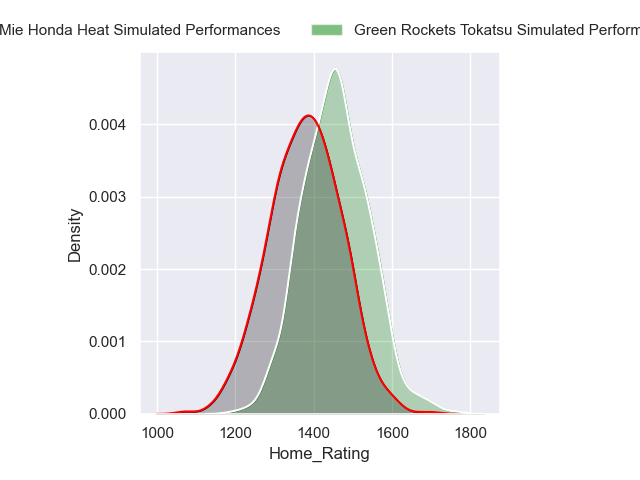 Mie Honda Heat Simulated Performances
Green Rockets Tokatsu Simulated Perform
0.004
0.003
0.002
0.001
0.000
Density
1000 1200 1400 1600 1800
Home_Rating